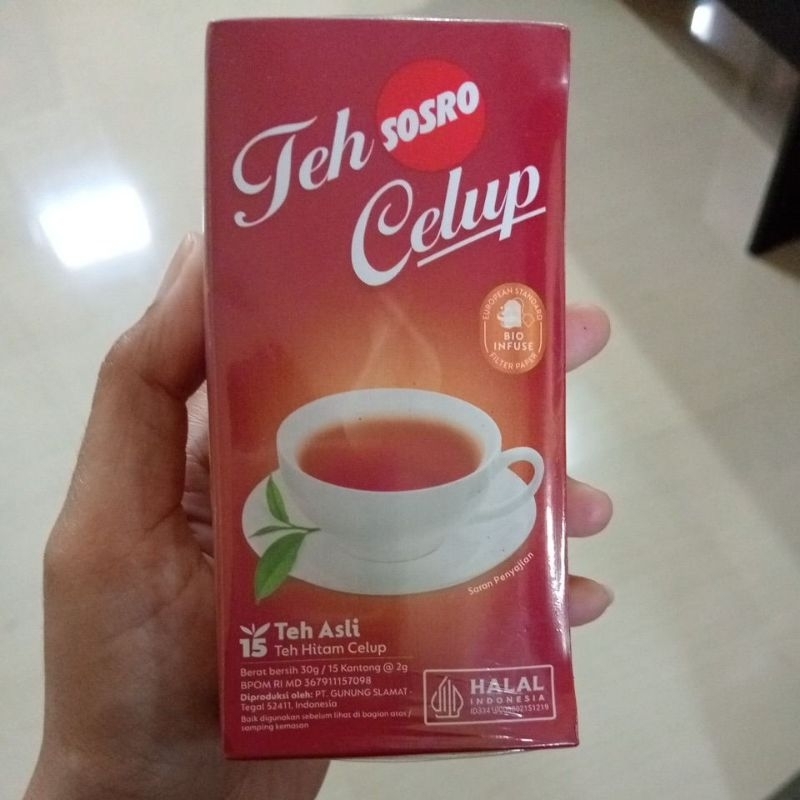 Teh SOSRO
Celup
EUROPEAN STANDARD
BIO
INFUSE
FILTER PAPER
Saran Penyajian
15 Teh Asli
Teh Hitam Celup
Berat bersih 30g / 15 Kantong @ 2g
BPOM RI MD 367911157098
Diproduksi oleh: PT. GUNUNG SLAMAT -
Tegal 52411, Indonesia
Baik digunakan sebelum lihat di bagian atas /
samping kemasan
HALAL
INDONESIA